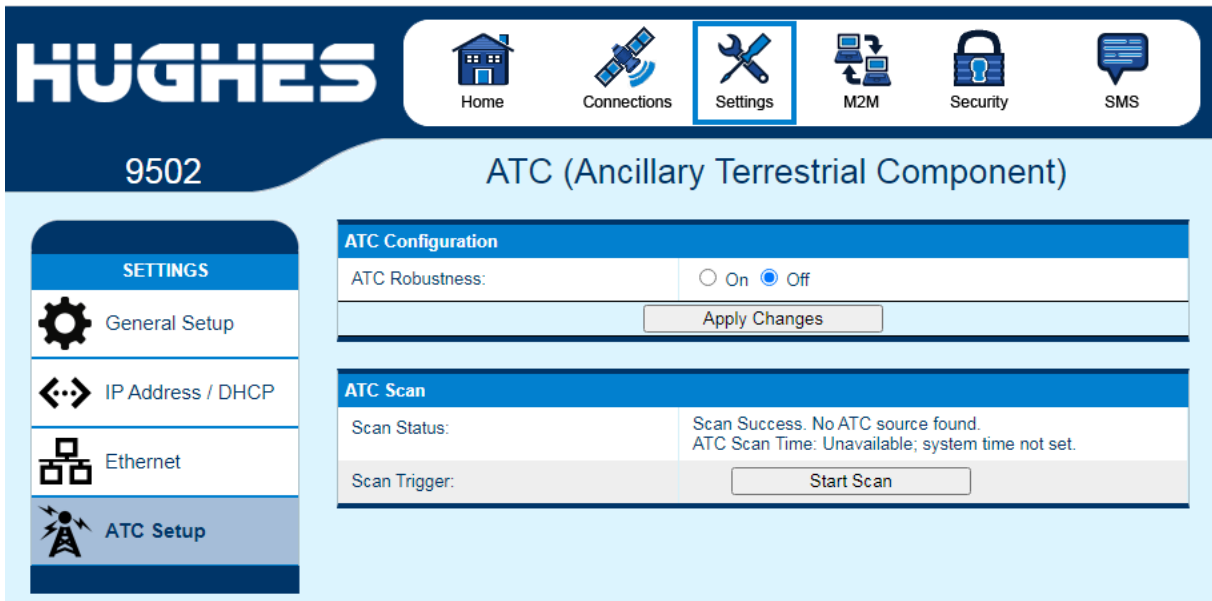 HUGHES
Home
Connections
Settings
M2M
Security
SMS
9502
ATC (Ancillary Terrestrial Component)
SETTINGS
General Setup
IP Address / DHCP
Ethernet
ATC Setup
ATC Configuration
ATC Robustness: On Off
Apply Changes
ATC Scan
Scan Status: Scan Success. No ATC source found.
ATC Scan Time: Unavailable; system time not set.
Scan Trigger: Start Scan